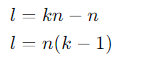 l = kn − n
l = n(k − 1)